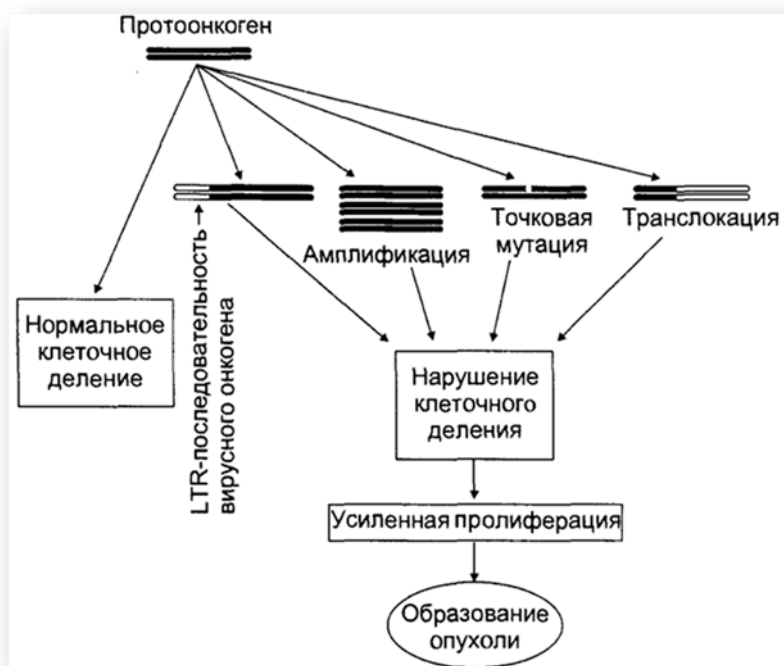 Протоонкоген
LTR-последовательность
вирусного онкогена
Амплификация
Точковая
мутация
Транслокация
Нормальное
клеточное
деление
Нарушение
клеточного
деления
Усиленная пролиферация
Образование
опухоли